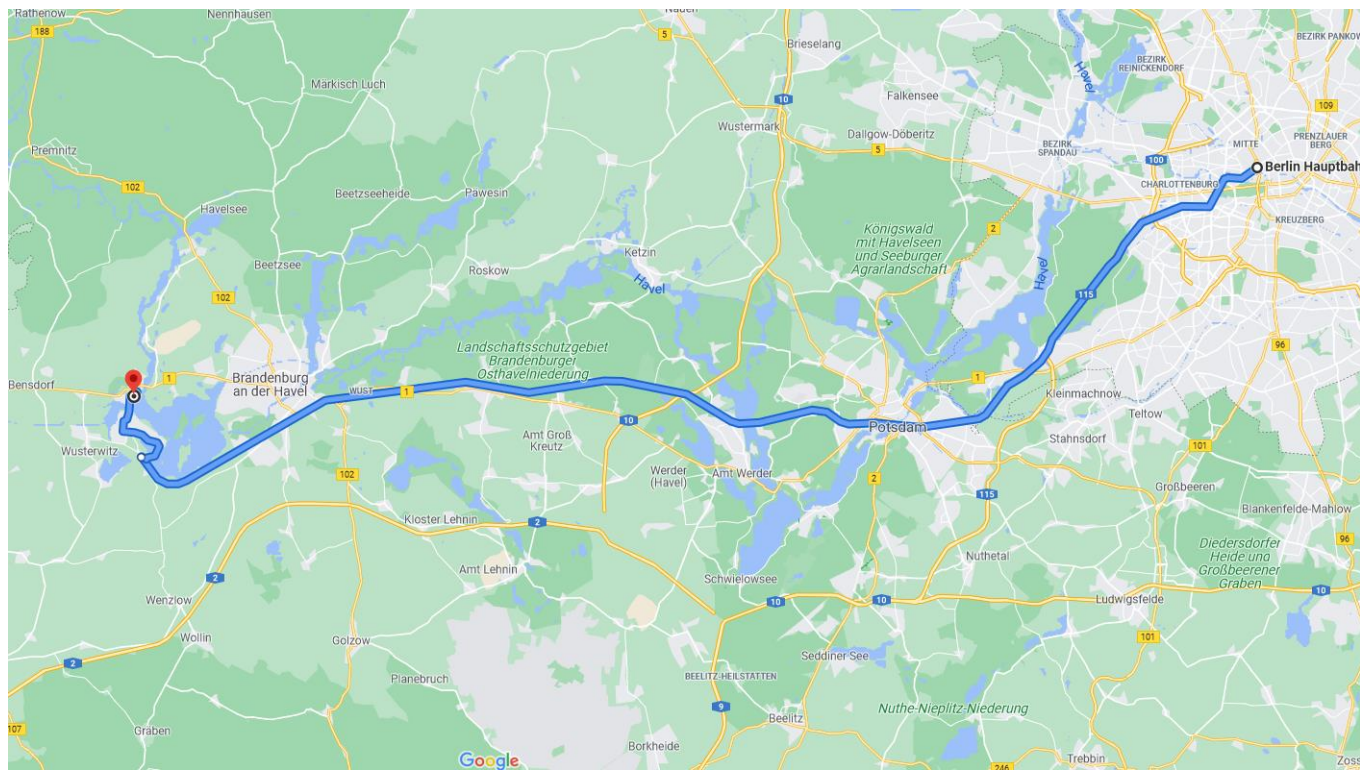 Rathenow
Nennhausen
Nauen
188
5
Brieselang
BEZIRK PANKOW
BEZIRK
REINICKENDORF
Havel
Märkisch Luch
10
Falkensee
109
Wustermark
Dallgow-Döberitz
PRENZLAUER
BERG
MITTE
BEZIRK
SPANDAU
Premnitz
5
100
Berlin Hauptbah
102
Beetzseeheide
Päwesin
CHARLOTTENBURG
Havelsee
KREUZBERG
2
Königswald
mit Havelseen
und Seeburger
Agrarlandschaft
Ketzin
Beetzsee
Roskow
Havel
Havel
102
115
Landschaftsschutzgebiet
Brandenburger
Osthavelniederung
96
Bensdorf
1
Brandenburg
an der Havel
WUST
1
1
Kleinmachnow
Teltow
10
Potsdam
Stahnsdorf
Amt Groß
Kreutz
101
Wusterwitz
102
Werder
(Havel)
Amt Werder
2
Großbeeren
115
Blankenfelde-Mahlow
Kloster Lehnin
2
96
Diedersdorfer
Heide und
Großbeerener
Graben
Nuthetal
Amt Lehnin
2
Schwielowsee
10
Wenzlow
10
10
Ludwigsfelde
Wollin
Golzow
101
2
Seddiner See
Planebruch
BEELITZ-HEILSTÄTTEN
9
Nuthe-Nieplitz-Niederung
Beelitz
107
Gräben
Borkheide
Trebbin
Google
246
Zoss